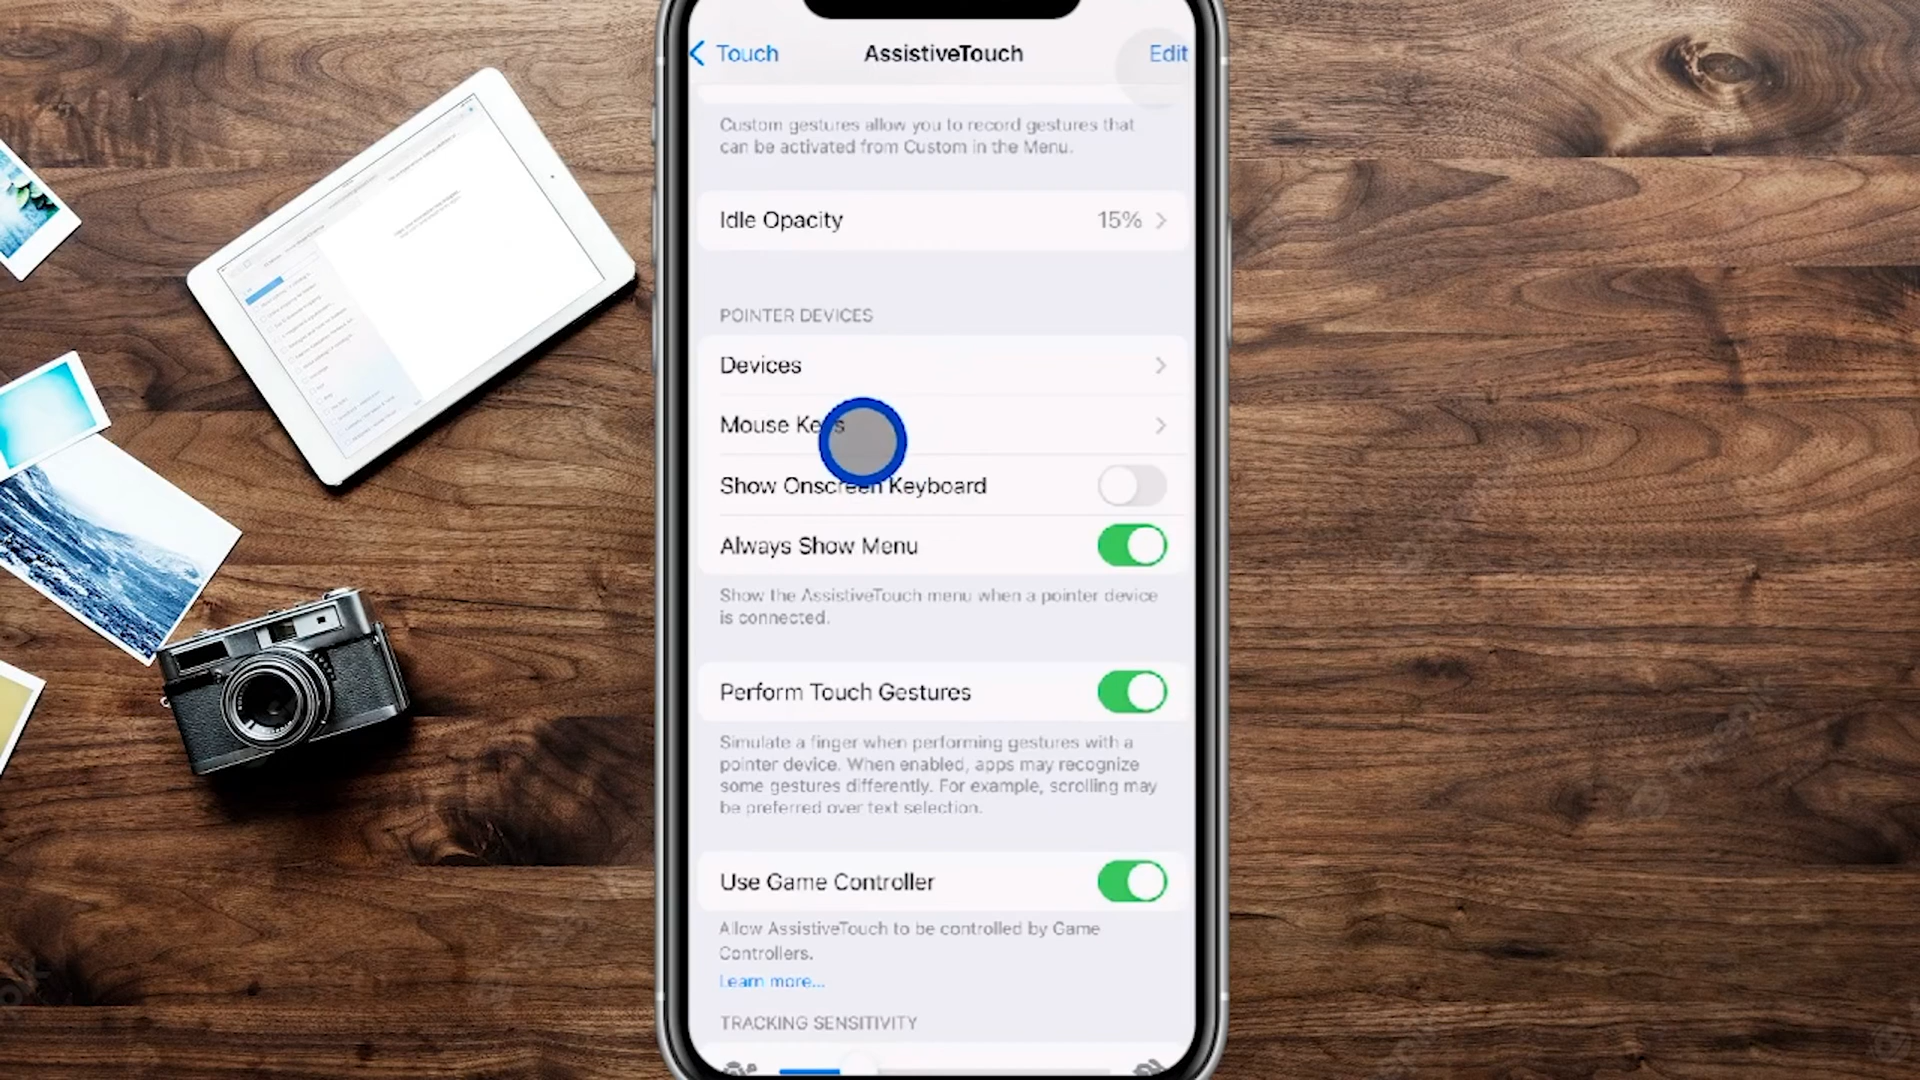 Touch
AssistiveTouch
Edit
Custom gestures allow you to record gestures that
can be activated from Custom in the Menu.
Idle Opacity
15%
POINTER DEVICES
Devices
Mouse Keys
Show Onscreen Keyboard
Always Show Menu
Show the AssistiveTouch menu when a pointer device
is connected.
Perform Touch Gestures
Simulate a finger when performing gestures with a
pointer device. When enabled, apps may recognize
some gestures differently. For example, scrolling may
be preferred over text selection.
Use Game Controller
Allow AssistiveTouch to be controlled by Game
Controllers.
Learn more...
TRACKING SENSITIVITY